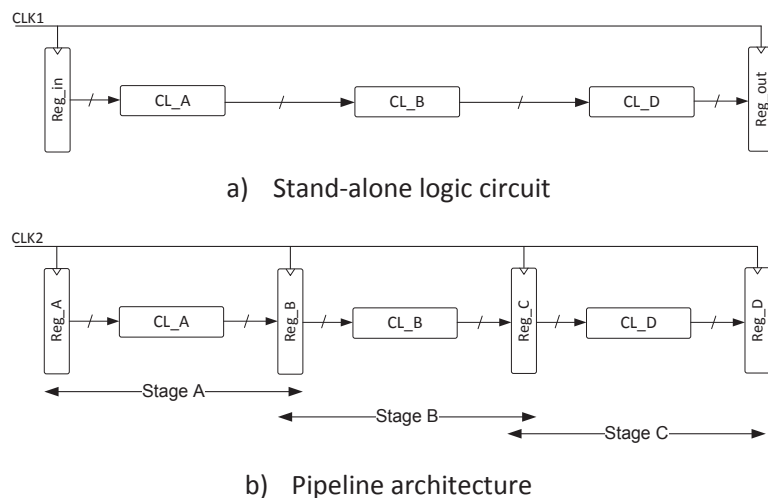 CLK1
Reg_in
CL_A
CL_B
CL_D
Reg_out
a) Stand-alone logic circuit
CLK2
Reg_A
CL_A
Reg_B
CL_B
Reg_C
CL_D
Reg_D
Stage A
Stage B
Stage C
b) Pipeline architecture